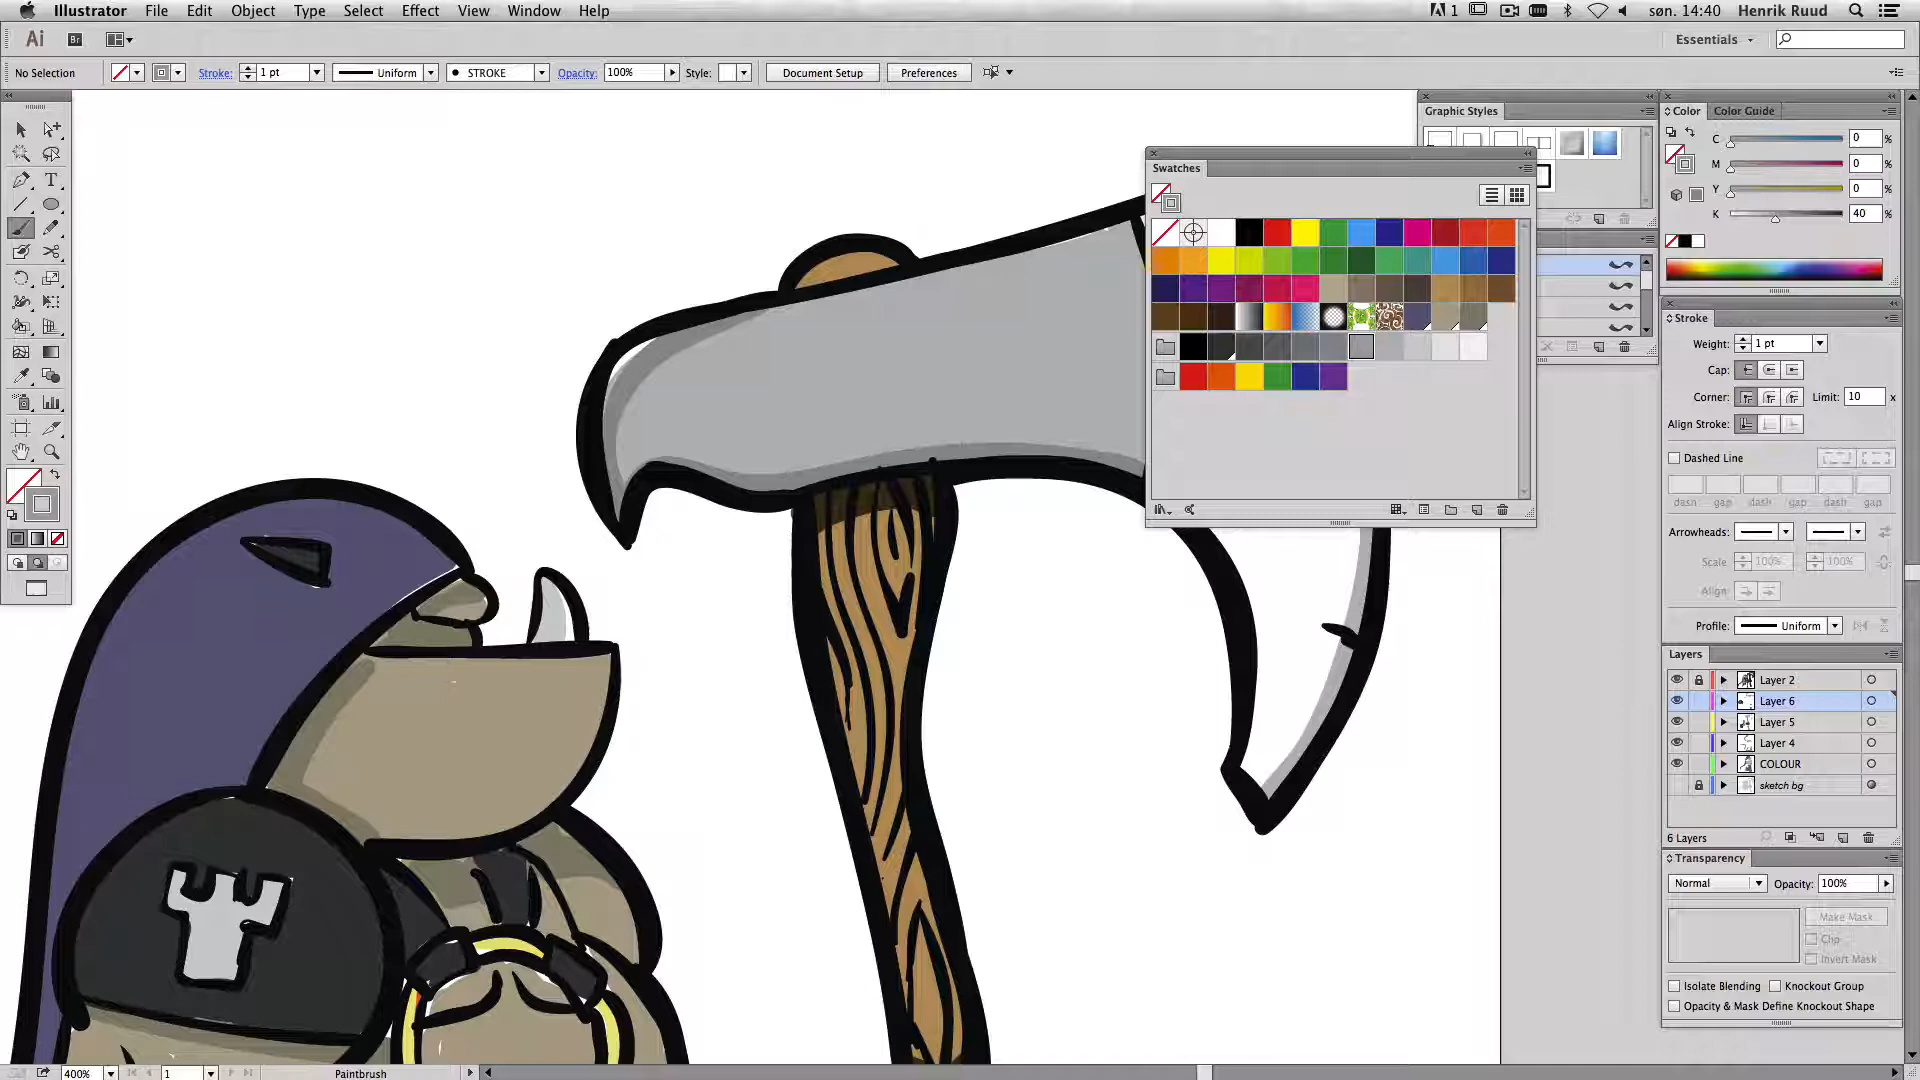 Illustrator File Edit Object Type Select Effect View Window Help
1 søn. 14:40 Henrik Ruud
Ai Br Essentials
No Selection Stroke: 1 pt Uniform STROKE Opacity: 100% Style: Document Setup Preferences
Graphic Styles
Color Color Guide
C 0 %
M 0 %
Y 0 %
K 40 %
Swatches
Stroke
Weight: 1 pt
Cap:
Corner: Limit: 10 x
Align Stroke:
Dashed Line
dash gap dash gap dash gap
Arrowheads:
Scale 100% 100%
Align:
Profile: Uniform
Layers
Layer 2
Layer 6
Layer 5
Layer 4
COLOUR
sketch bg
6 Layers
Transparency
Normal Opacity: 100%
Make Mask
Clip
Invert Mask
Isolate Blending Knockout Group
Opacity & Mask Define Knockout Shape
400% 1 Paintbrush